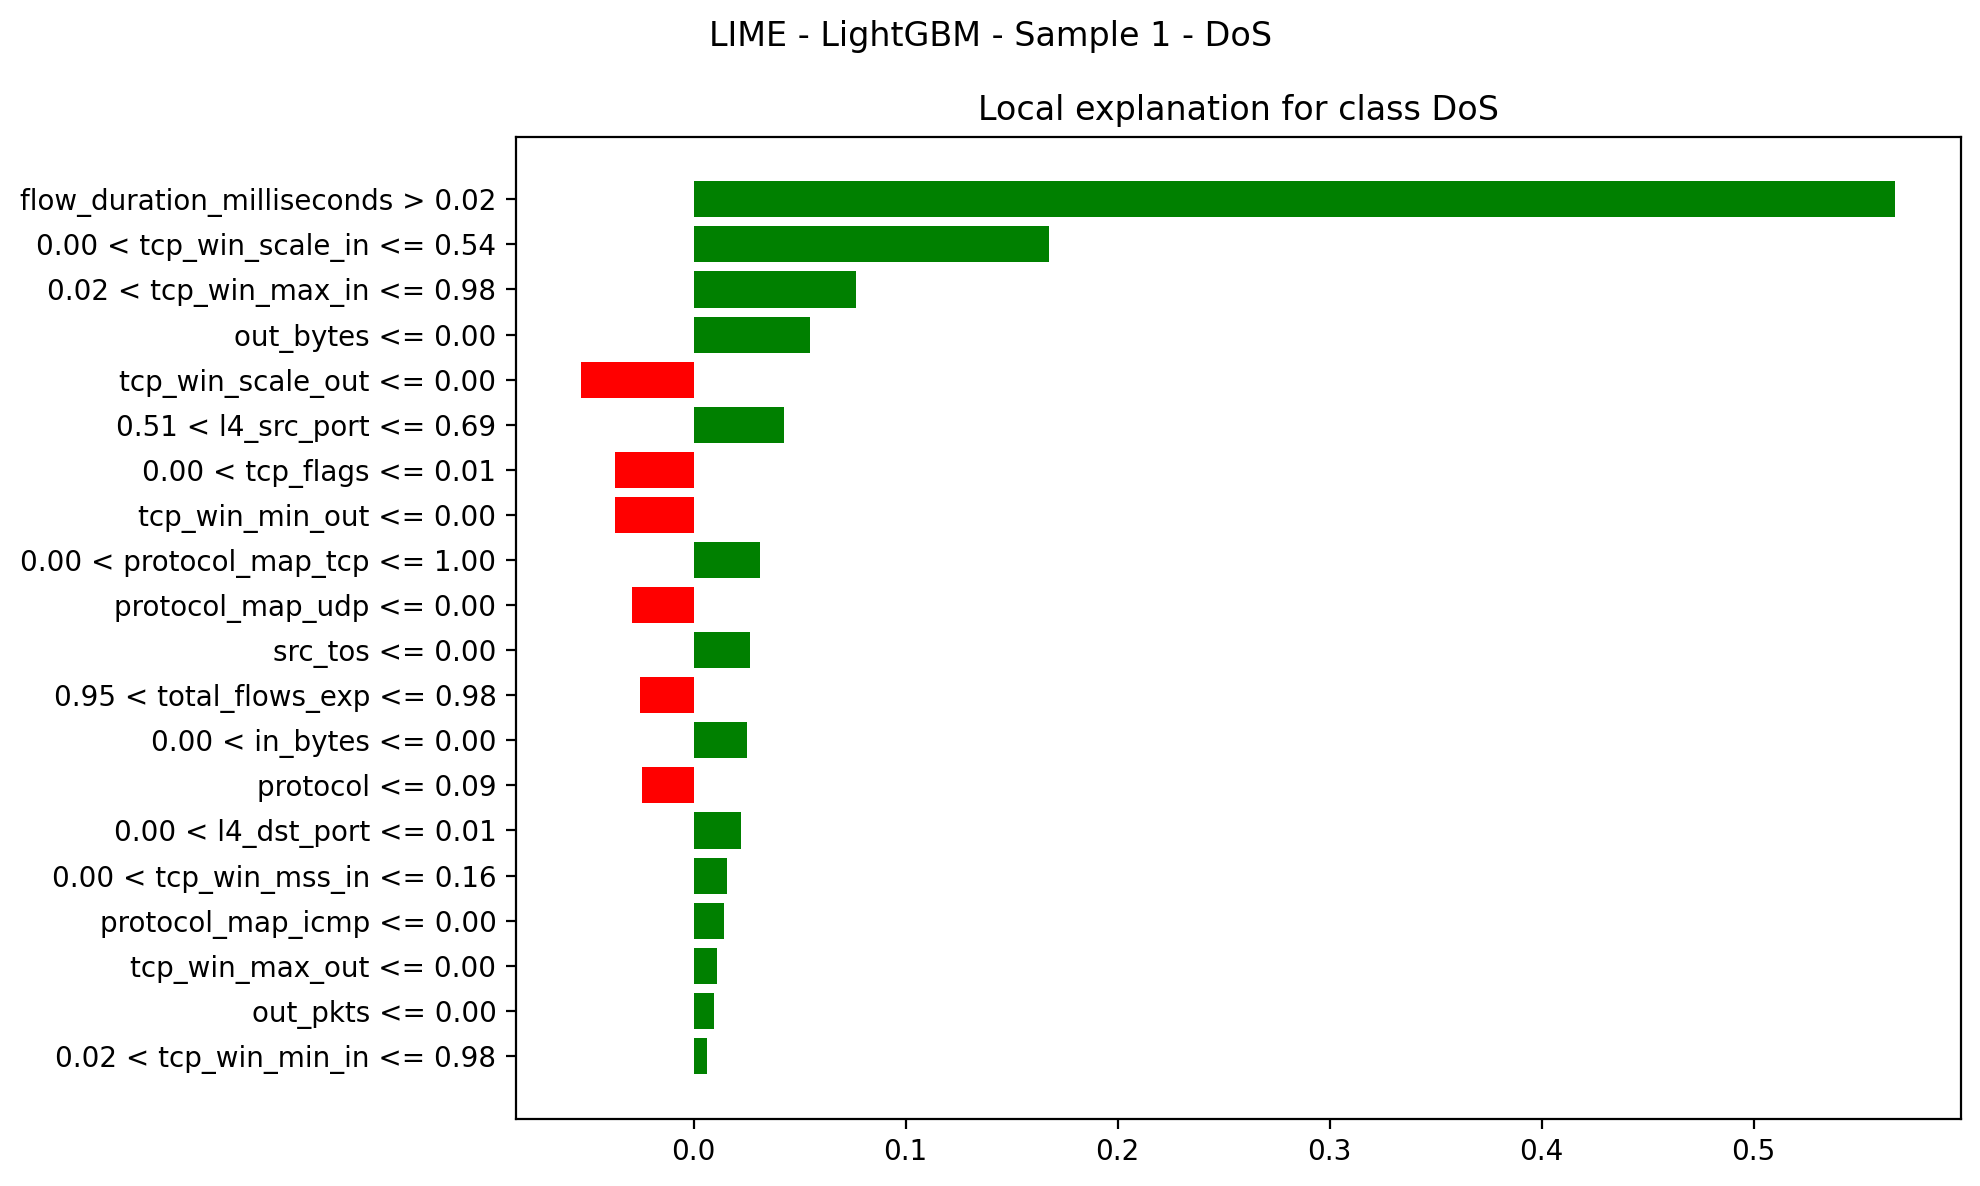 LIME - LightGBM - Sample 1 - DoS
Local explanation for class DoS
flow_duration_milliseconds > 0.02
0.00 < tcp_win_scale_in <= 0.54
0.02 < tcp_win_max_in <= 0.98
out_bytes <= 0.00
tcp_win_scale_out <= 0.00
0.51 < l4_src_port <= 0.69
0.00 < tcp_flags <= 0.01
tcp_win_min_out <= 0.00
0.00 < protocol_map_tcp <= 1.00
protocol_map_udp <= 0.00
src_tos <= 0.00
0.95 < total_flows_exp <= 0.98
0.00 < in_bytes <= 0.00
protocol <= 0.09
0.00 < l4_dst_port <= 0.01
0.00 < tcp_win_mss_in <= 0.16
protocol_map_icmp <= 0.00
tcp_win_max_out <= 0.00
out_pkts <= 0.00
0.02 < tcp_win_min_in <= 0.98
0.0 0.1 0.2 0.3 0.4 0.5